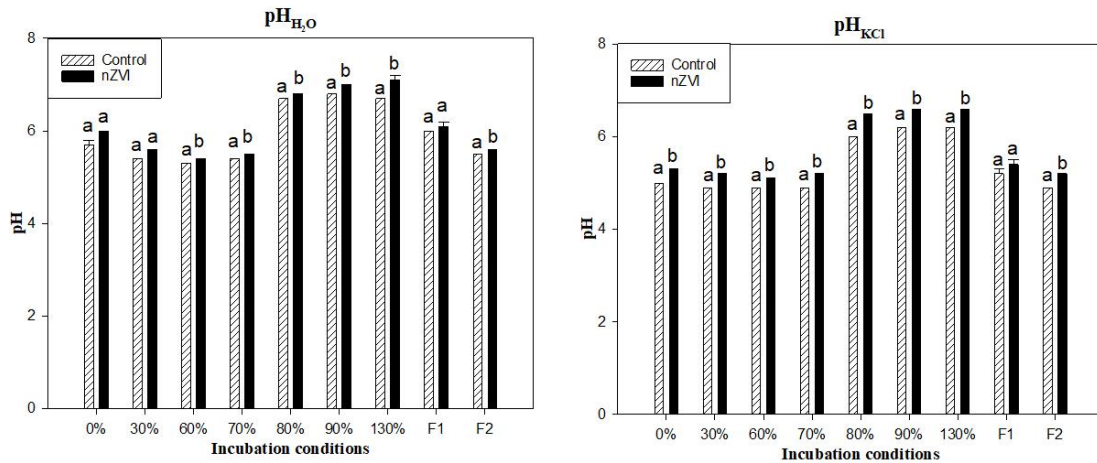 pH_H₂O
8
6
4
2
0
pH
Control
nZVI
a a a a a b a b a b a b a b a a a b
0% 30% 60% 70% 80% 90% 130% F1 F2
Incubation conditions
pH_KCl
8
6
4
2
0
pH
Control
nZVI
a b a b a b a b a b a b a b a a a b
0% 30% 60% 70% 80% 90% 130% F1 F2
Incubation conditions